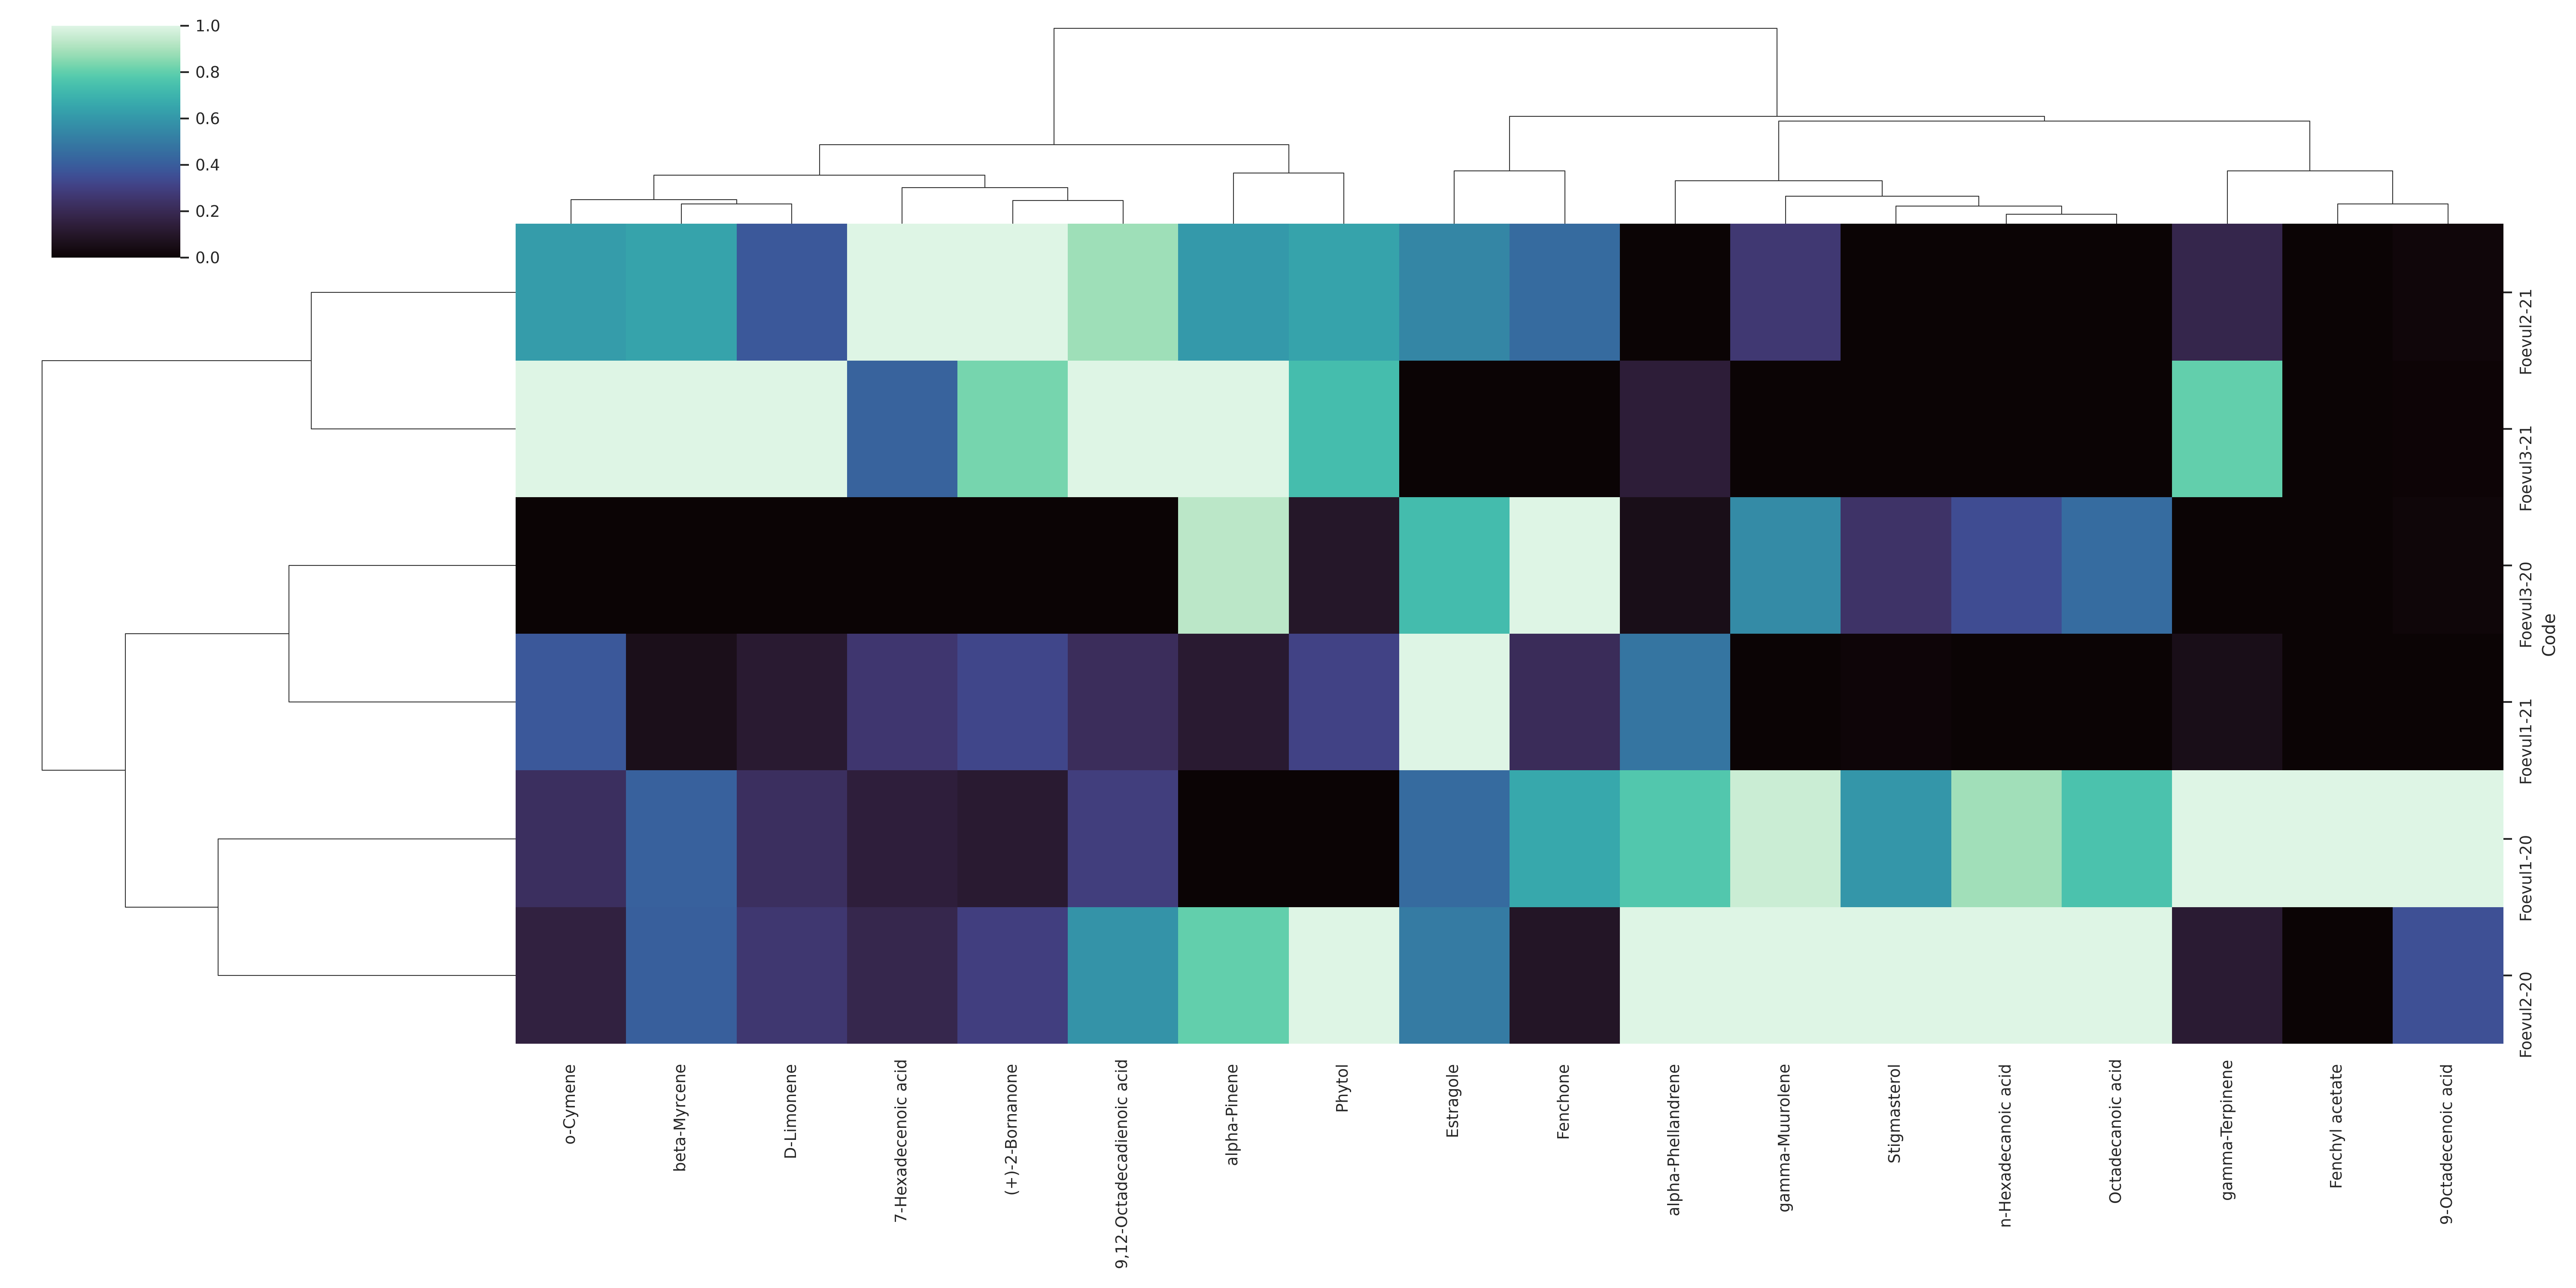 1.0
0.8
0.6
0.4
0.2
0.0
Foevul2-21
Foevul3-21
Foevul3-20
Foevul1-21
Foevul1-20
Foevul2-20
Code
o-Cymene
beta-Myrcene
D-Limonene
7-Hexadecenoic acid
(+)-2-Bornanone
9,12-Octadecadienoic acid
alpha-Pinene
Phytol
Estragole
Fenchone
alpha-Phellandrene
gamma-Muurolene
Stigmasterol
n-Hexadecanoic acid
Octadecanoic acid
gamma-Terpinene
Fenchyl acetate
9-Octadecenoic acid